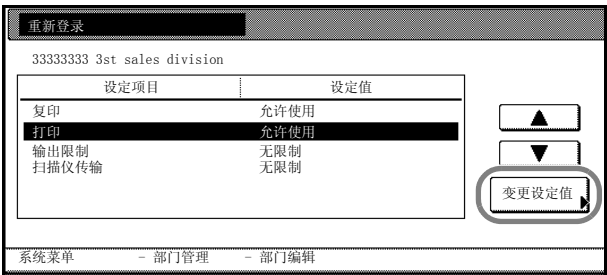 重新登录
33333333 3st sales division
设定项目 设定值
复印 允许使用
打印 允许使用
输出限制 无限制
扫描仪传输 无限制
变更设定值
系统菜单 - 部门管理 - 部门编辑